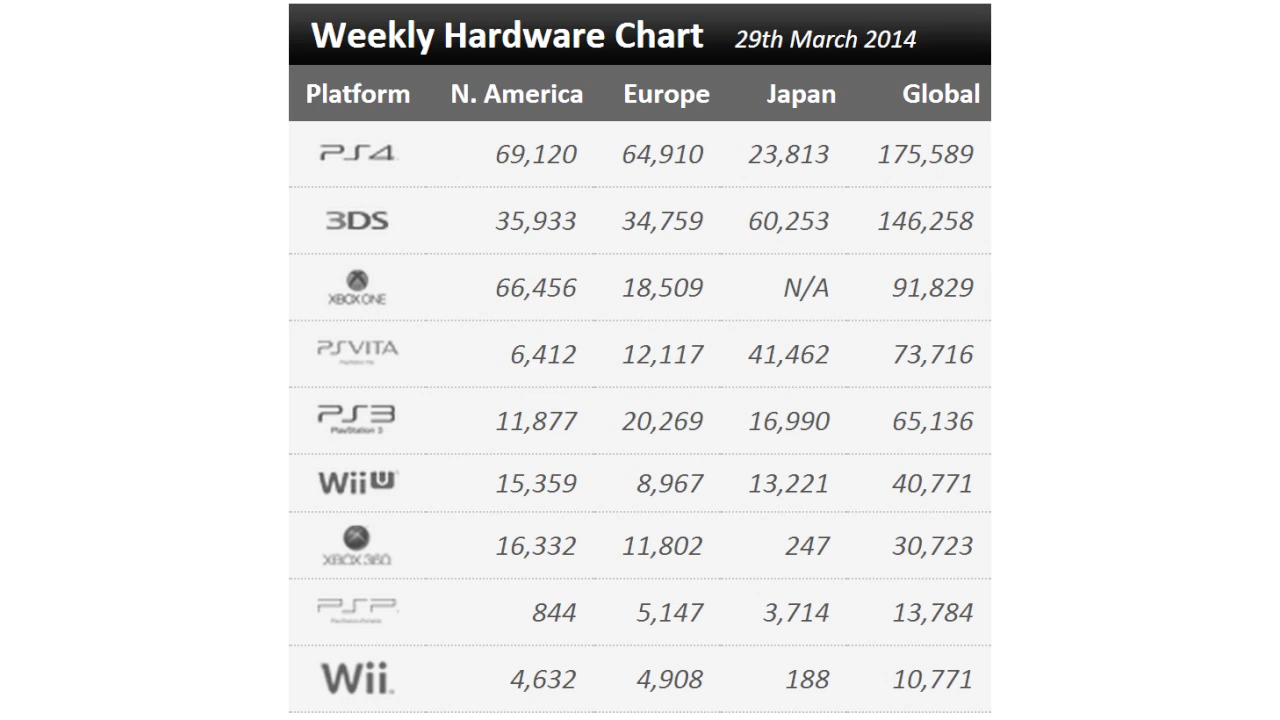 Weekly Hardware Chart 29th March 2014
Platform N. America Europe Japan Global
PS4 69,120 64,910 23,813 175,589
3DS 35,933 34,759 60,253 146,258
XBOX ONE 66,456 18,509 N/A 91,829
PSVITA 6,412 12,117 41,462 73,716
PS3 11,877 20,269 16,990 65,136
PlayStation 3
Wii U 15,359 8,967 13,221 40,771
XBOX 360 16,332 11,802 247 30,723
PSP 844 5,147 3,714 13,784
Wii 4,632 4,908 188 10,771